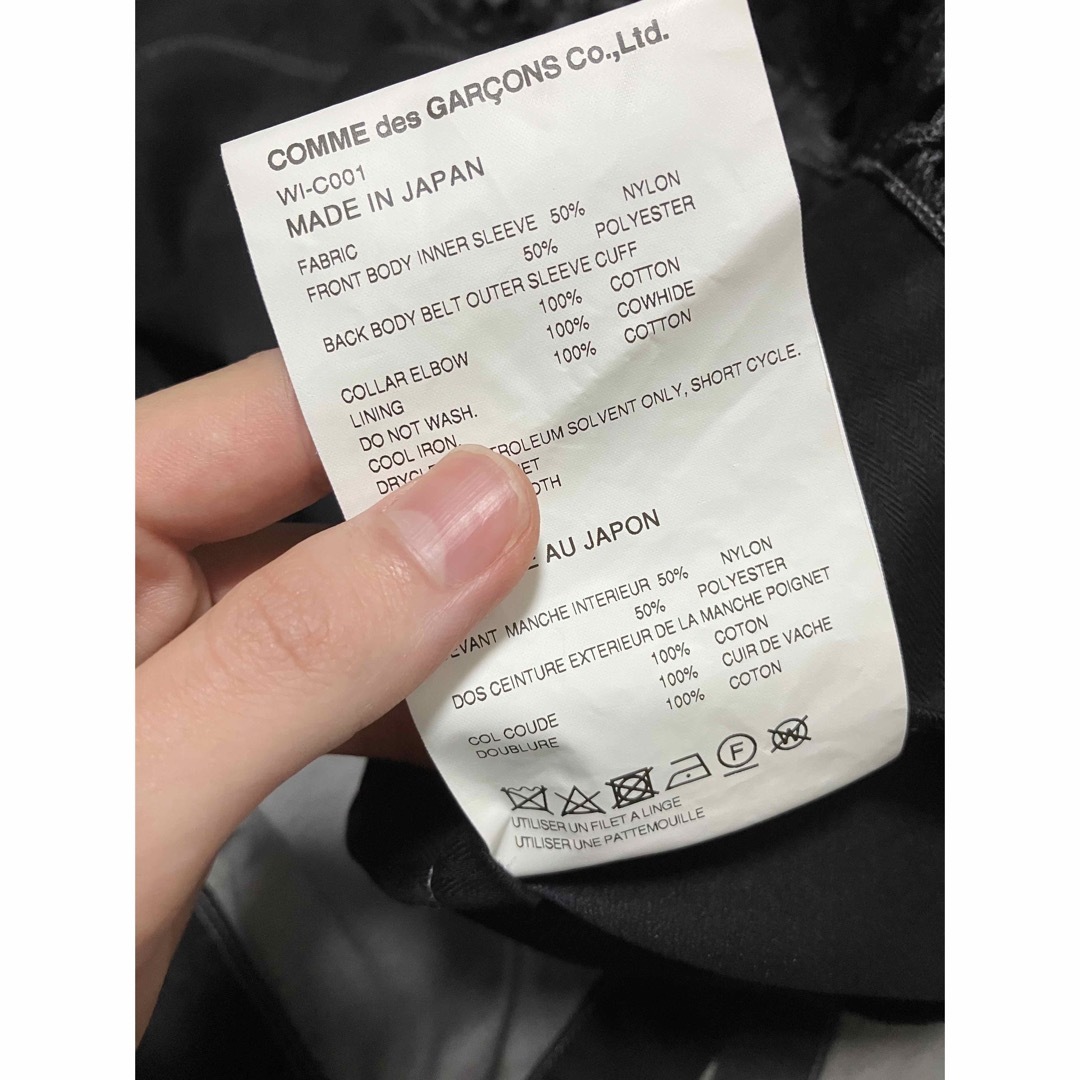 COMME des GARÇONS Co.,Ltd.
WI-C001
MADE IN JAPAN
FABRIC
FRONT BODY INNER SLEEVE 50% NYLON
50% POLYESTER
BACK BODY BELT OUTER SLEEVE CUFF
100% COTTON
COLLAR ELBOW 100% COWHIDE
LINING 100% COTTON
DO NOT WASH.
COOL IRON.
SOLVENT ONLY, SHORT CYCLE.
AU JAPON
MANCHE INTERIEUR 50% NYLON
50% POLYESTER
DOS CEINTURE EXTERIEUR DE LA MANCHE POIGNET
100% COTON
COL COUDE 100% CUIR DE VACHE
DOUBLURE 100% COTON
F W
UTILISER UN FILET A LINGE
UTILISER UNE PATTEMOUILLE